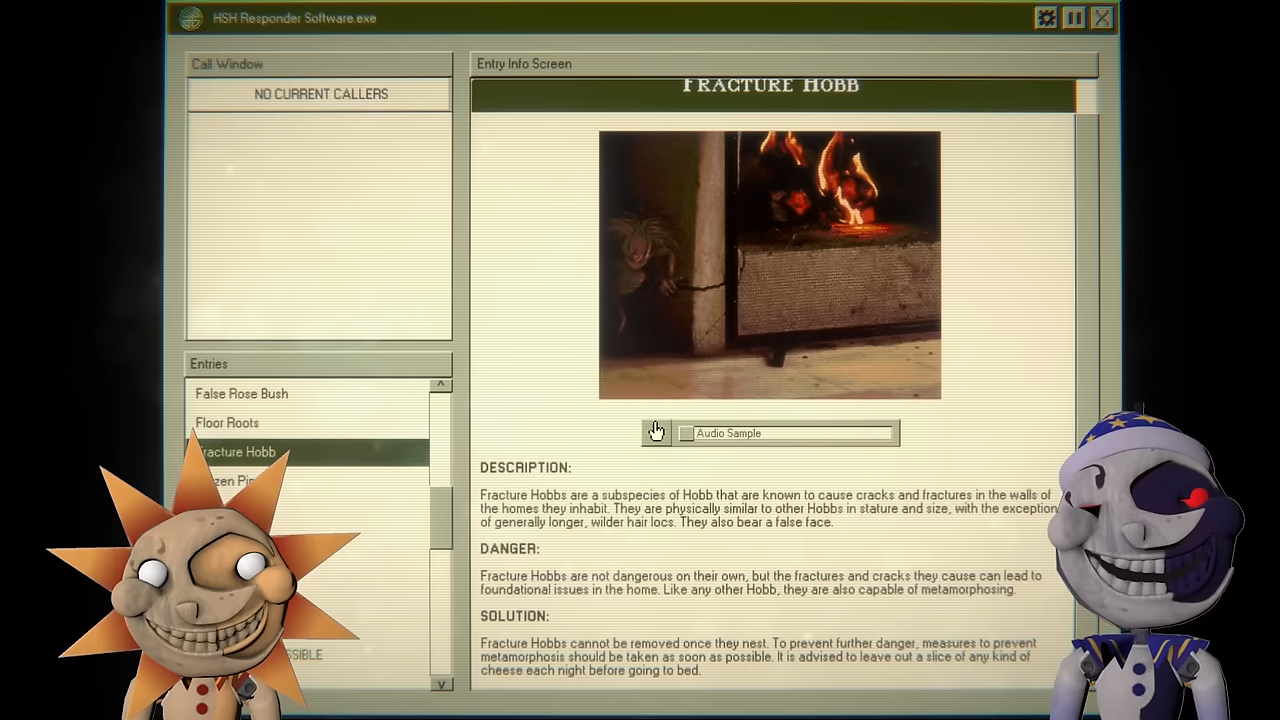 HSH Responder Software.exe
Call Window
NO CURRENT CALLERS
Entries
False Rose Bush
Floor Roots
Fracture Hobb
Entry Info Screen
FRACTURE HOBB
Audio Sample
DESCRIPTION:
Fracture Hobbs are a subspecies of Hobb that are known to cause cracks and fractures in the walls of
the homes they inhabit. They are physically similar to other Hobbs in stature and size, with the exception
of generally longer, wilder hair locs. They also bear a false face.
DANGER:
Fracture Hobbs are not dangerous on their own, but the fractures and cracks they cause can lead to
foundational issues in the home. Like any other Hobb, they are also capable of metamorphosing.
SOLUTION:
Fracture Hobbs cannot be removed once they nest. To prevent further danger, measures to prevent
metamorphosis should be taken as soon as possible. It is advised to leave out a slice of any kind of
cheese each night before going to bed.